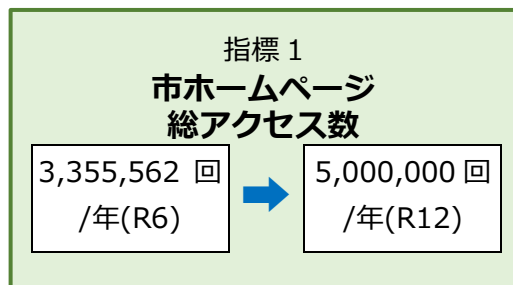 指標１
市ホームページ
総アクセス数
3,355,562 回
/年(R6)
5,000,000 回
/年(R12)